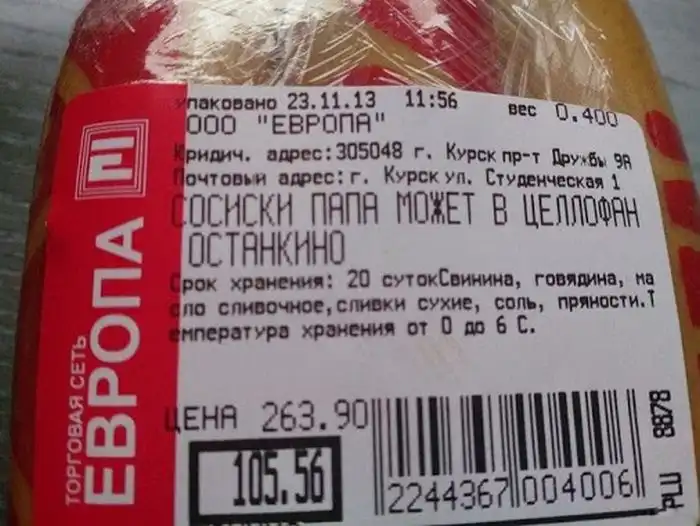 упаковано 23.11.13 11:56 вес 0.400
ООО "ЕВРОПА"
Юридич. адрес:305048 г. Курск пр-т Дружбы 9А
Почтовый адрес:г. Курск ул. Студенческая 1
СОСИСКИ ПАПА МОЖЕТ В ЦЕЛЛОФАН
ОСТАНКИНО
Срок хранения: 20 сутокСвинина, говядина, ма
сло сливочное,сливки сухие, соль, пряности.Т
емпература хранения от 0 до 6 С.
ЦЕНА 263.90
105.56
2244367 004006
PLU 8878
ТОРГОВАЯ СЕТЬ
ЕВРОПА